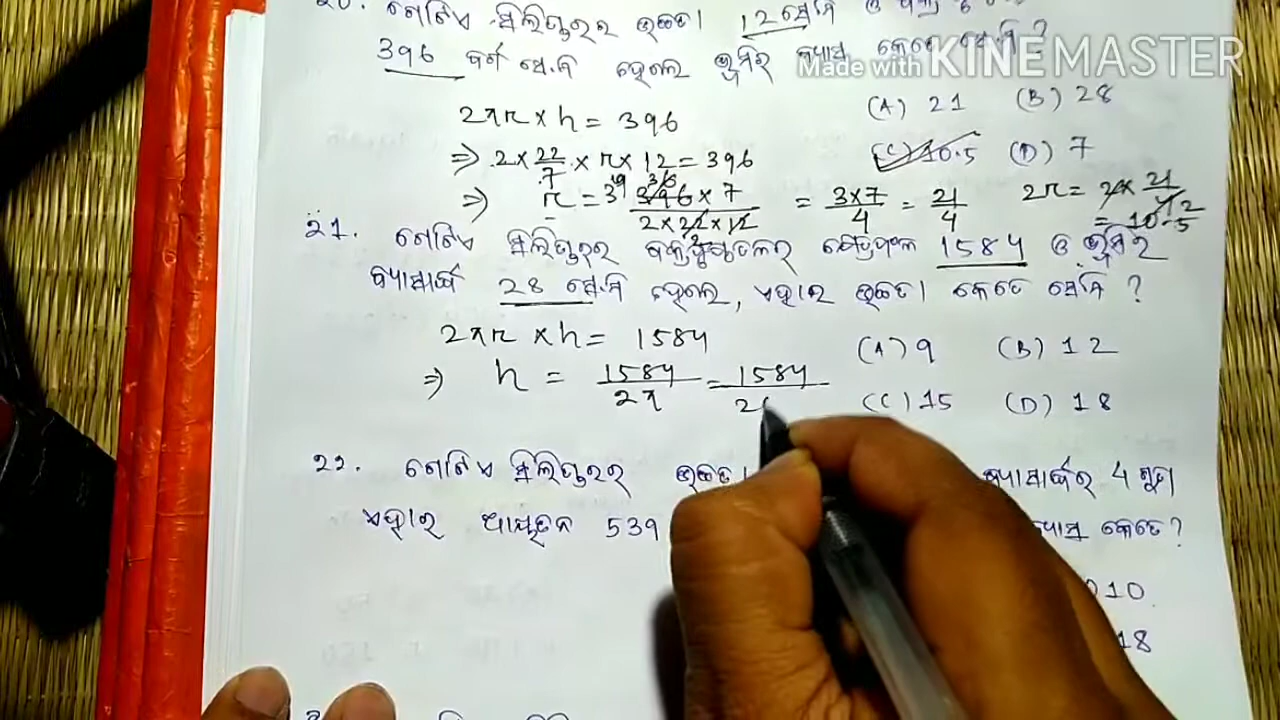 20. ଗୋଟିଏ ସିଲିଣ୍ଡରର ଉଚ୍ଚତା 12 ସେ.ମି ଓ
396 ବର୍ଗ ସେ.ମି ହେଲେ ଭୂମିର ବ୍ୟାସ କେତେ ସେ.ମି ?
Made with KINEMASTER
2πr × h = 396
(A) 21 (B) 28
⇒ 2 × 22/7 × r × 12 = 396
(C) 10.5 (D) 7
⇒ r = 396 × 7 / 2 × 22 × 12 = 3×7/4 = 21/4 2r = 2 × 21/4 2
= 10.5
21. ଗୋଟିଏ ସିଲିଣ୍ଡରର ବକ୍ରପୃଷ୍ଠତଳର କ୍ଷେତ୍ରଫଳ 1584 ଓ ଭୂମିର
ବ୍ୟାସାର୍ଦ୍ଧ 28 ସେ.ମି ହେଲେ, ଏହାର ଉଚ୍ଚତା କେତେ ସେମି ?
2πr × h = 1584
(A) 9 (B) 12
⇒ h = 1584/2π = 1584/2
(C) 15 (D) 18
22. ଗୋଟିଏ ସିଲିଣ୍ଡରର ଉଚ୍ଚତା ବ୍ୟାସାର୍ଦ୍ଧର 4 ଗୁଣ
ଏହାର ଆୟତନ 539 ବ୍ୟାସ କେତେ ?
10
18